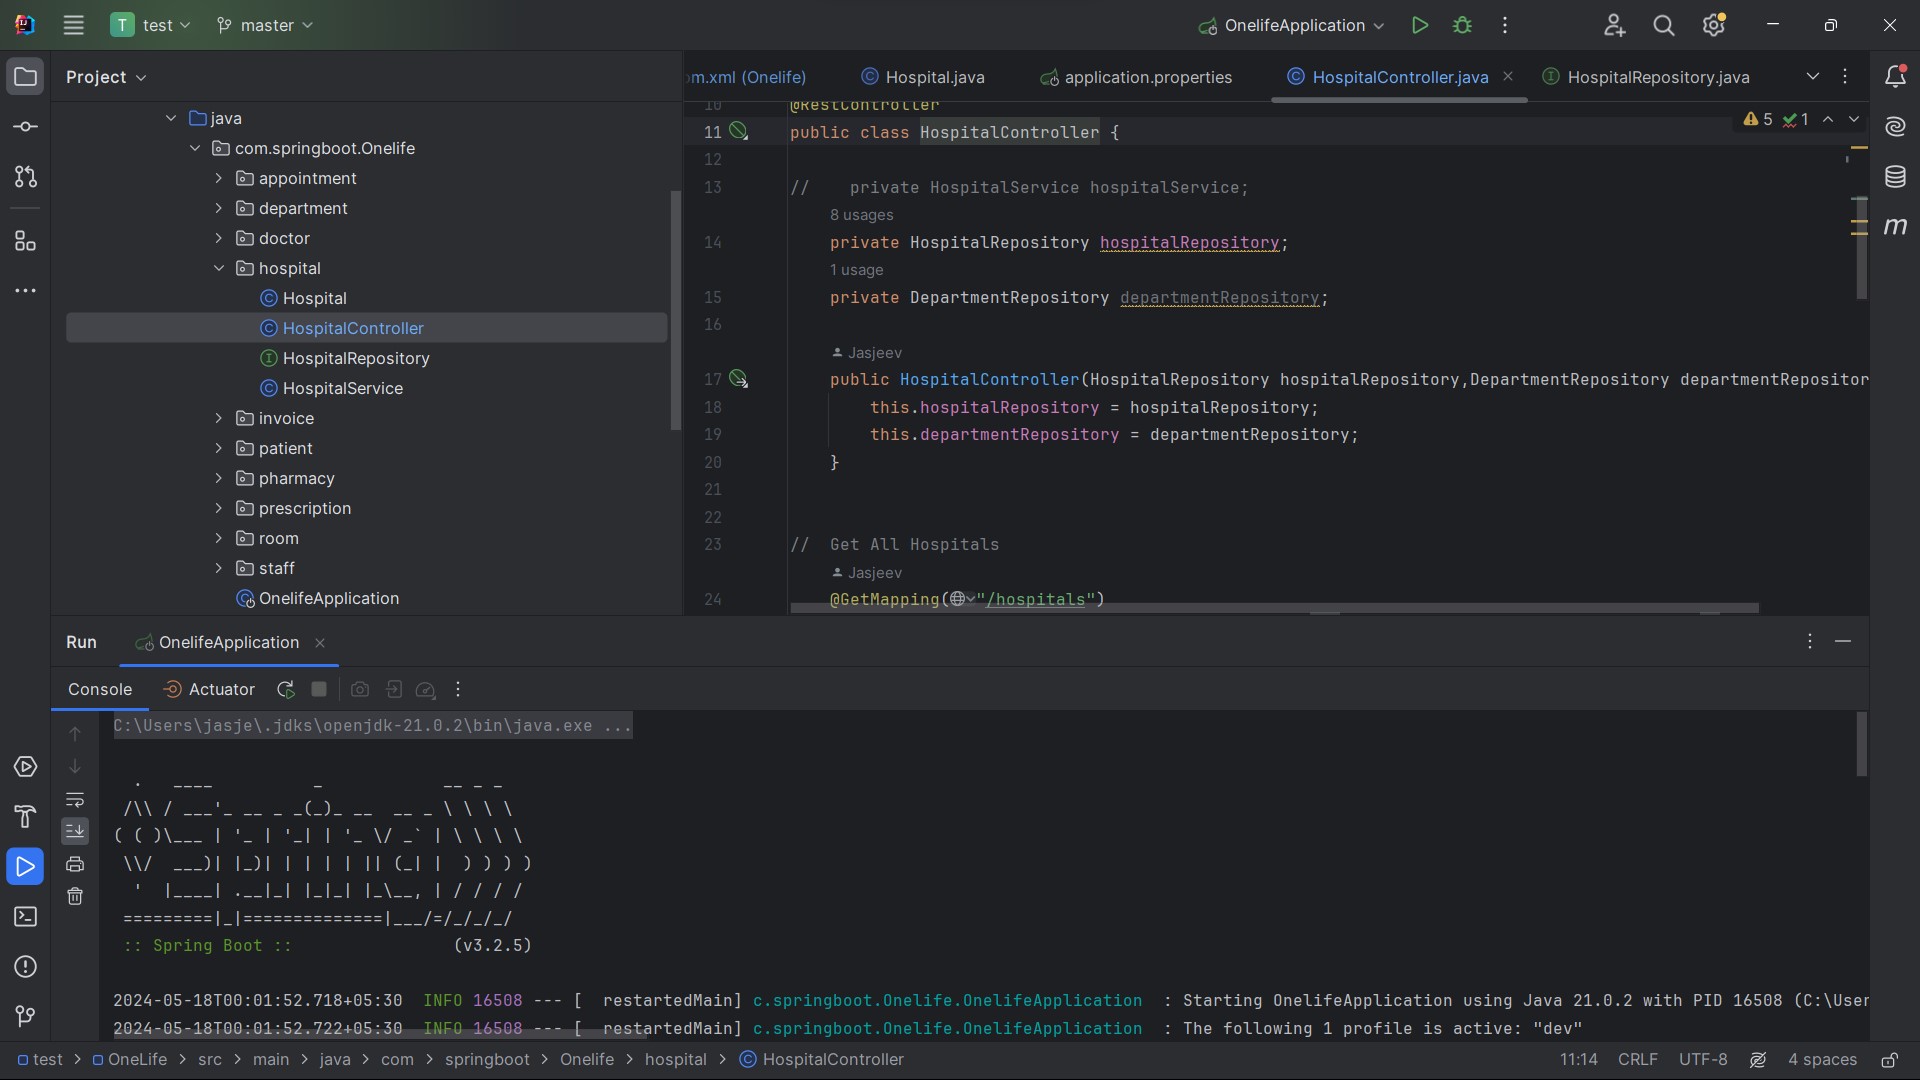 T test master OnelifeApplication
Project
java
com.springboot.Onelife
appointment
department
doctor
hospital
Hospital
HospitalController
HospitalRepository
HospitalService
invoice
patient
pharmacy
prescription
room
staff
OnelifeApplication
om.xml (Onelife) Hospital.java application.properties HospitalController.java HospitalRepository.java
5 1
10 @RestController
11 public class HospitalController {
12
13 // private HospitalService hospitalService;
8 usages
14 private HospitalRepository hospitalRepository;
1 usage
15 private DepartmentRepository departmentRepository;
16
Jasjeev
17 public HospitalController(HospitalRepository hospitalRepository,DepartmentRepository departmentRepositor
18 this.hospitalRepository = hospitalRepository;
19 this.departmentRepository = departmentRepository;
20 }
21
22
23 // Get All Hospitals
Jasjeev
24 @GetMapping("/hospitals")
m
Run OnelifeApplication
Console Actuator
C:\Users\jasje\.jdks\openjdk-21.0.2\bin\java.exe ...
  .   ____          _            __ _ _
 /\\ / ___'_ __ _ _(_)_ __  __ _ \ \ \ \
( ( )\___ | '_ | '_| | '_ \/ _` | \ \ \ \
 \\/  ___)| |_)| | | | | || (_| |  ) ) ) )
  '  |____| .__|_| |_|_| |_\__, | / / / /
 =========|_|==============|___/=/_/_/_/
 :: Spring Boot ::                (v3.2.5)
2024-05-18T00:01:52.718+05:30  INFO 16508 --- [  restartedMain] c.springboot.Onelife.OnelifeApplication  : Starting OnelifeApplication using Java 21.0.2 with PID 16508 (C:\User
2024-05-18T00:01:52.722+05:30  INFO 16508 --- [  restartedMain] c.springboot.Onelife.OnelifeApplication  : The following 1 profile is active: "dev"
test > OneLife > src > main > java > com > springboot > Onelife > hospital > HospitalController 11:14 CRLF UTF-8 4 spaces